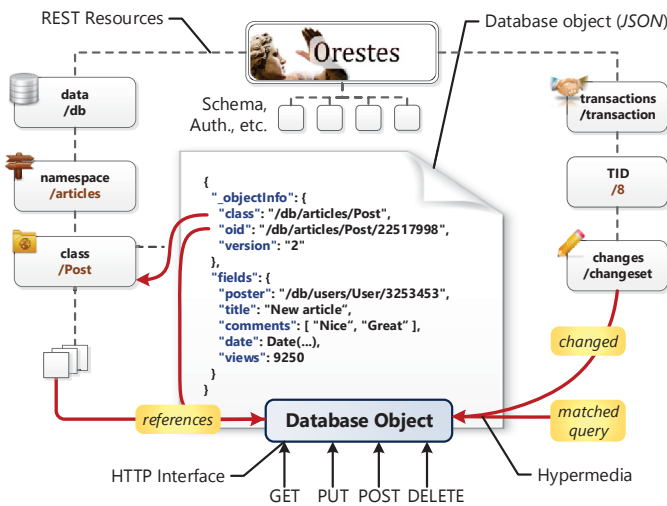 REST Resources
Database object (JSON)
Orestes
Schema,
Auth., etc.
data
/db
namespace
/articles
class
/Post
transactions
/transaction
TID
/8
changes
/changeset
{
"_objectInfo": {
"class": "/db/articles/Post",
"oid": "/db/articles/Post/22517998",
"version": "2"
},
"fields": {
"poster": "/db/users/User/3253453",
"title": "New article“,
"comments": [ "Nice“, "Great“ ],
"date": Date(...),
"views": 9250
}
}
changed
references
Database Object
matched
query
HTTP Interface
Hypermedia
GET PUT POST DELETE